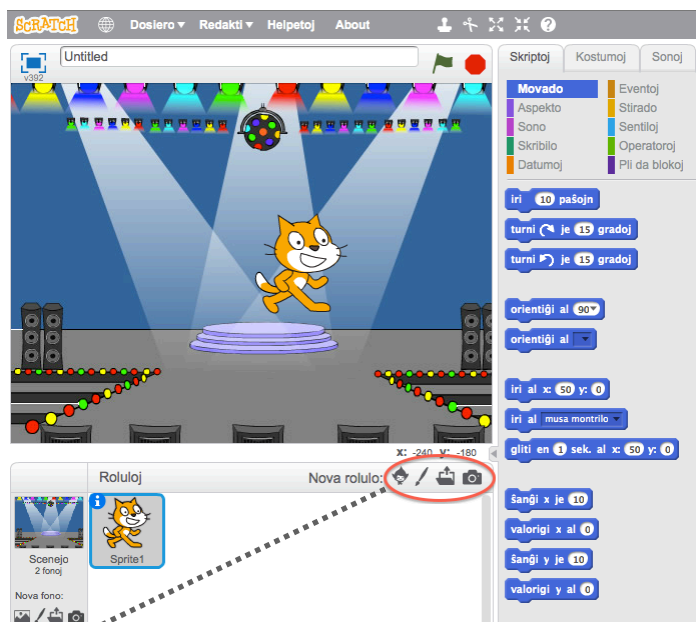 SCRATCH Dosiero Redakti Helpetoj About
Untitled
v392
Skriptoj Kostumoj Sonoj
Movado Eventoj
Aspekto Stirado
Sono Sentiloj
Skribilo Operatoroj
Datumoj Pli da blokoj
iri 10 paŝojn
turni je 15 gradoj
turni je 15 gradoj
orientiĝi al 90
orientiĝi al
iri al x: 50 y: 0
iri al musa montrilo
gliti en 1 sek. al x: 50 y: 0
ŝanĝi x je 10
valorigi x al 0
ŝanĝi y je 10
valorigi y al 0
X: -240 y: -180
Roluloj Nova rolulo:
Sprite1
Scenejo
2 fonoj
Nova fono: